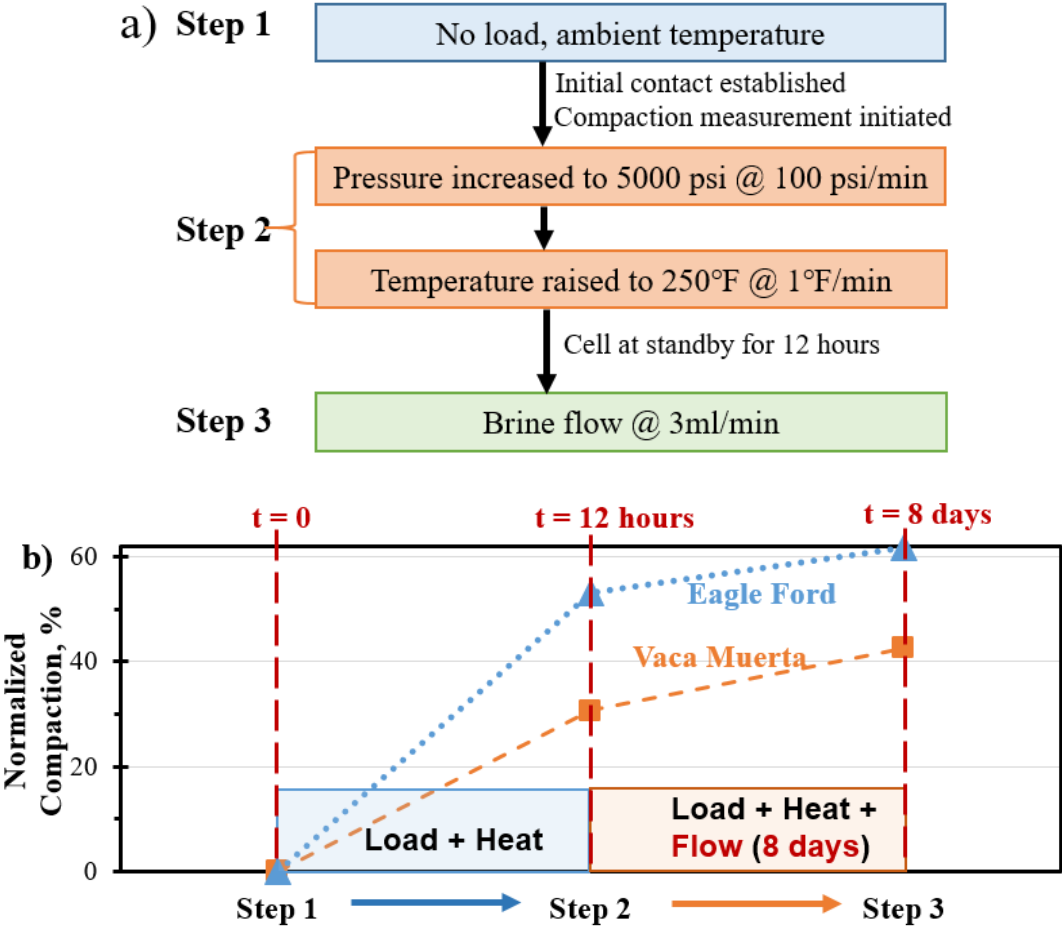 a) Step 1
No load, ambient temperature
Initial contact established
Compaction measurement initiated
Pressure increased to 5000 psi @ 100 psi/min
Step 2
Temperature raised to 250°F @ 1°F/min
Cell at standby for 12 hours
Step 3
Brine flow @ 3ml/min
t = 0
t = 12 hours
t = 8 days
b)
Normalized
Compaction, %
60
40
20
0
Eagle Ford
Vaca Muerta
Load + Heat
Load + Heat +
Flow (8 days)
Step 1
Step 2
Step 3